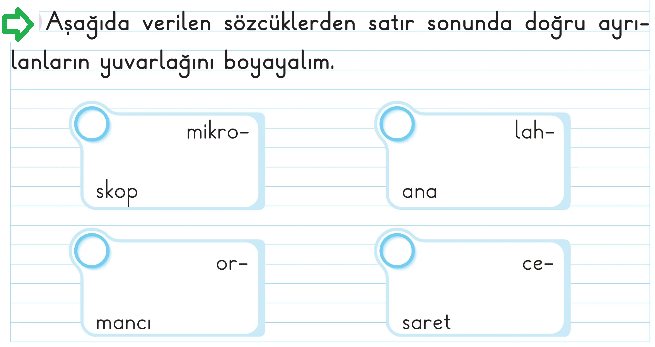 Aşağıda verilen sözcüklerden satır sonunda doğru ayrı-
lanların yuvarlağını boyayalım.
mikro-
skop
lah-
ana
or-
mancı
ce-
saret